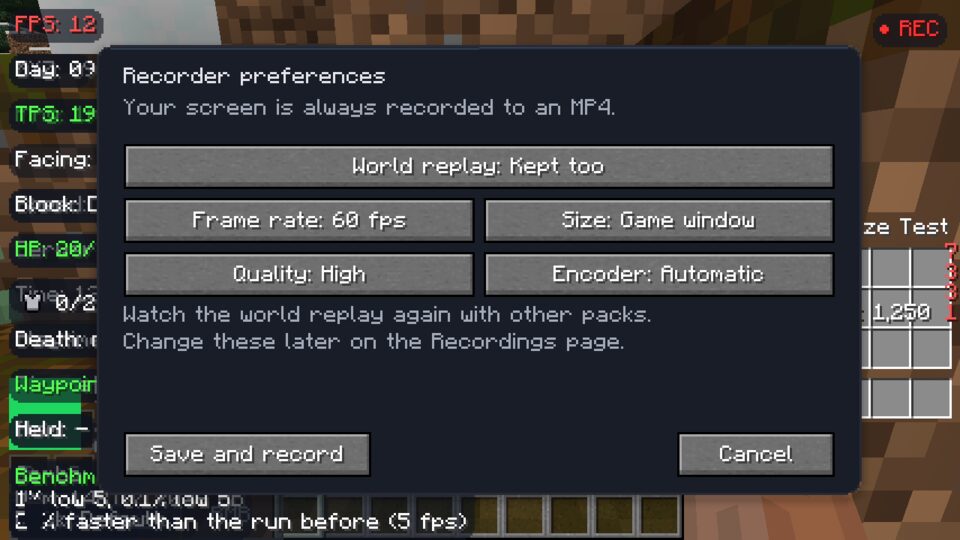 FPS: 12
REC
Day: 09
Recorder preferences
Your screen is always recorded to an MP4.
TPS: 19
Facing:
World replay: Kept too
Block: D
Frame rate: 60 fps
Size: Game window
ze Test
20/
Quality: High
Encoder: Automatic
0/2
1,250
Watch the world replay again with other packs.
Death:
Change these later on the Recordings page.
Waypoin
Held: -
Save and record
Cancel
Benchm
low 5, 0.1% low 5
% faster than the run before (5 fps)